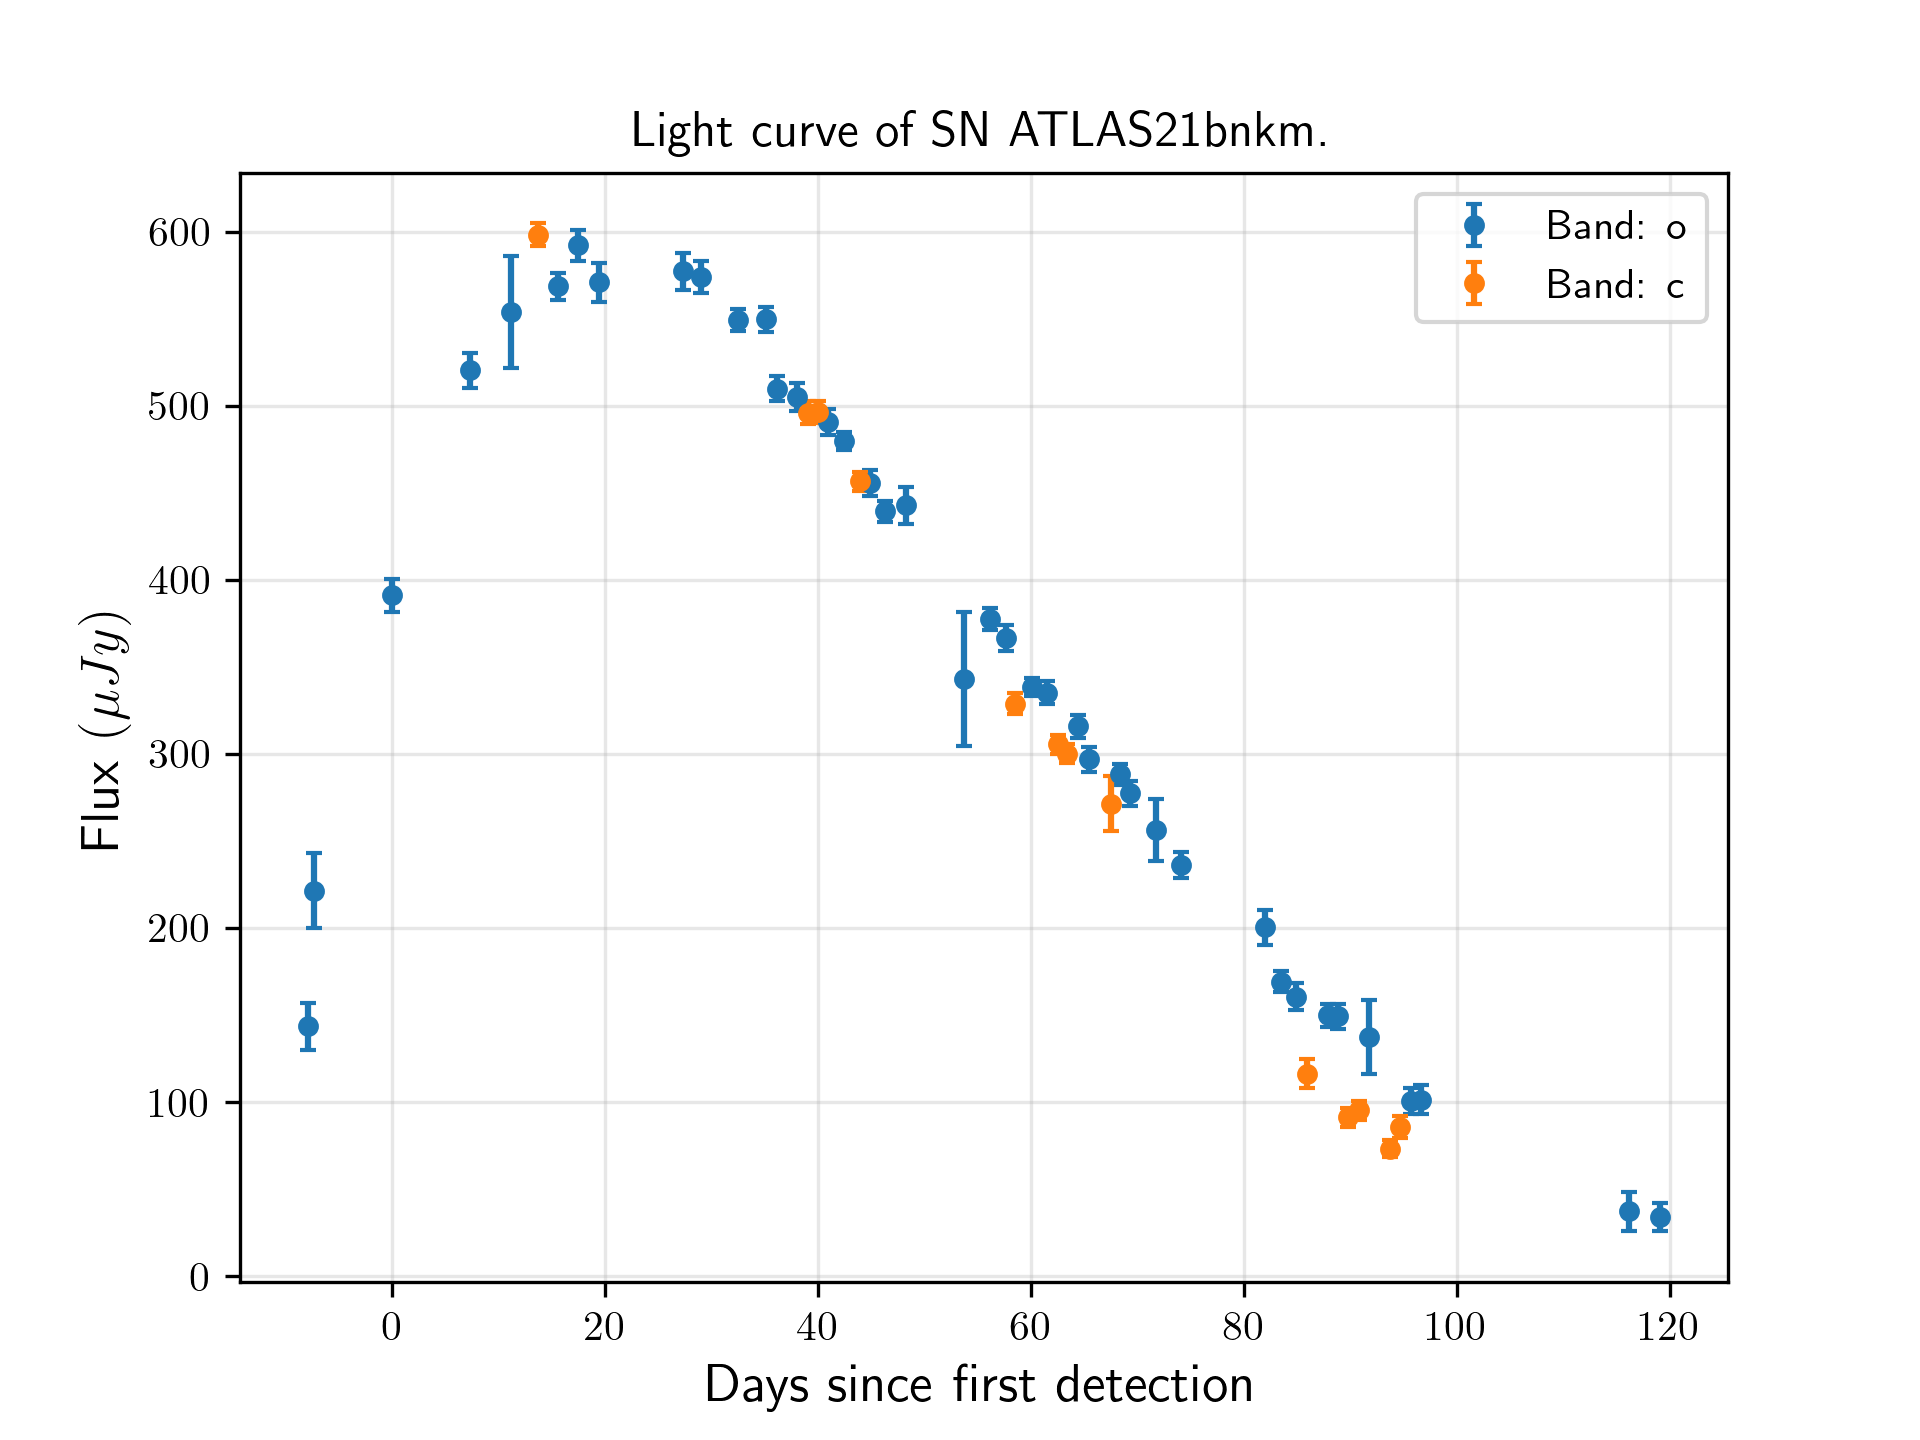 Light curve of SN ATLAS21bnkm.
Band: o
Band: c
600
500
400
300
200
100
0
Flux (μJy)
0 20 40 60 80 100 120
Days since first detection